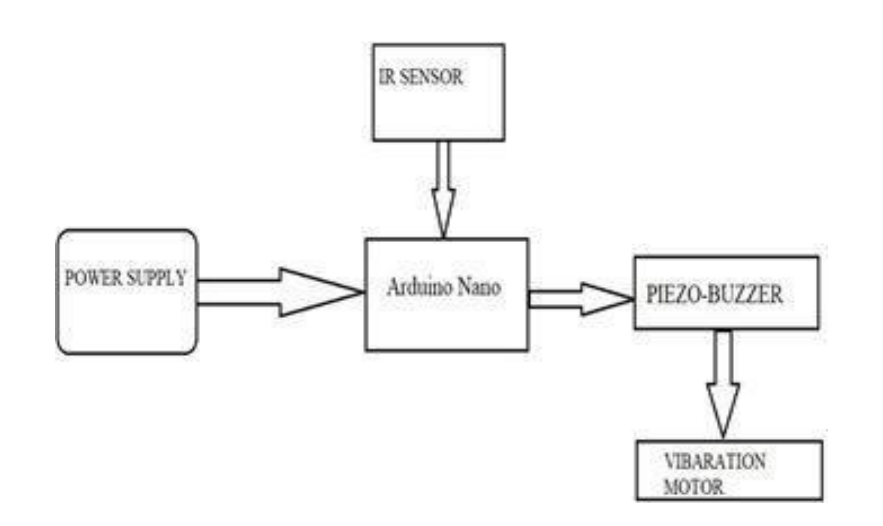 IR SENSOR
POWER SUPPLY
Arduino Nano
PIEZO-BUZZER
VIBARATION
MOTOR